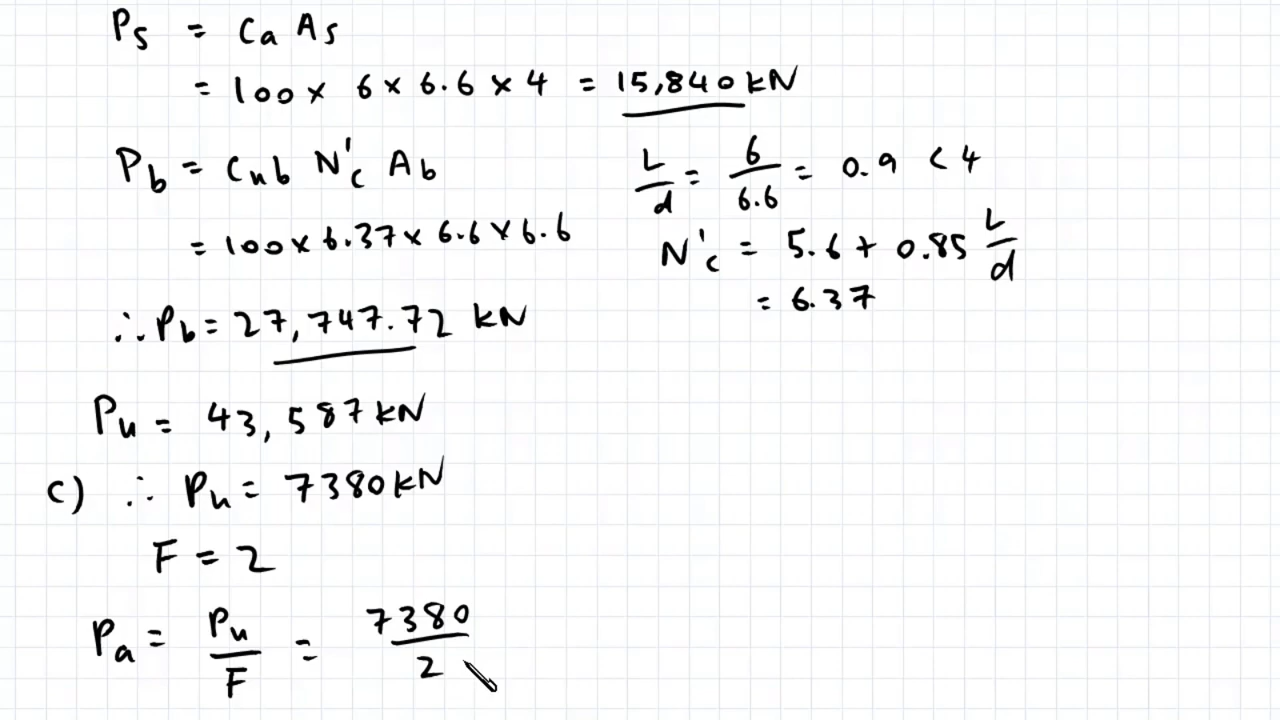 Ps = Ca As
= 100 x 6 x 6.6 x 4 = 15,840 kN
Pb = Cub N'c Ab
= 100 x 6.37 x 6.6 x 6.6
L/d = 6/6.6 = 0.9 < 4
N'c = 5.6 + 0.85 L/d
= 6.37
∴ Pb = 27,747.72 kN
Pu = 43,587 kN
c) ∴ Pu = 7380 kN
F = 2
Pa = Pu/F = 7380/2